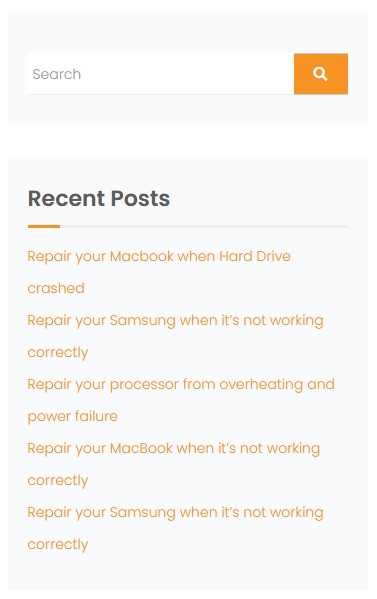 Search
Recent Posts
Repair your Macbook when Hard Drive
crashed
Repair your Samsung when it’s not working
correctly
Repair your processor from overheating and
power failure
Repair your MacBook when it’s not working
correctly
Repair your Samsung when it’s not working
correctly